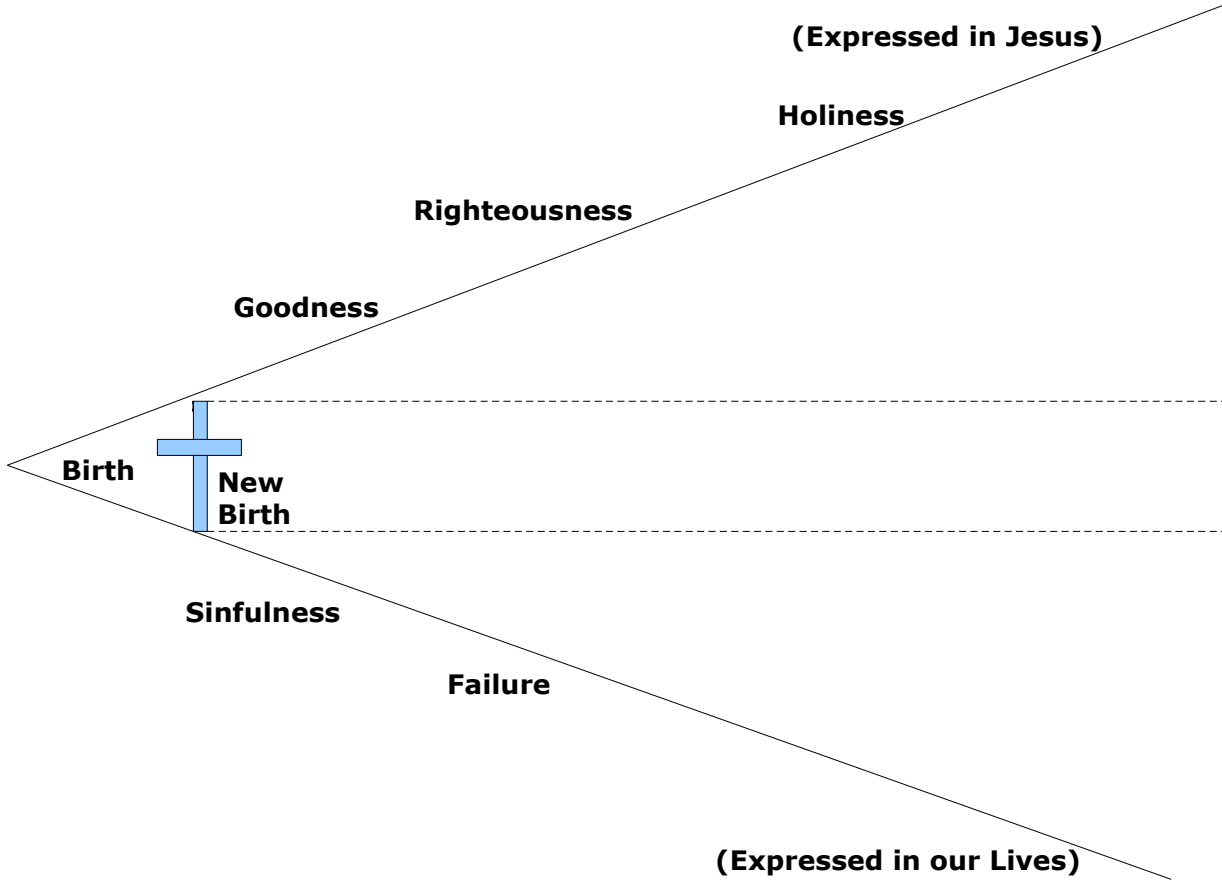 (Expressed in Jesus)
Holiness
Righteousness
Goodness
Birth
New
Birth
Sinfulness
Failure
(Expressed in our Lives)